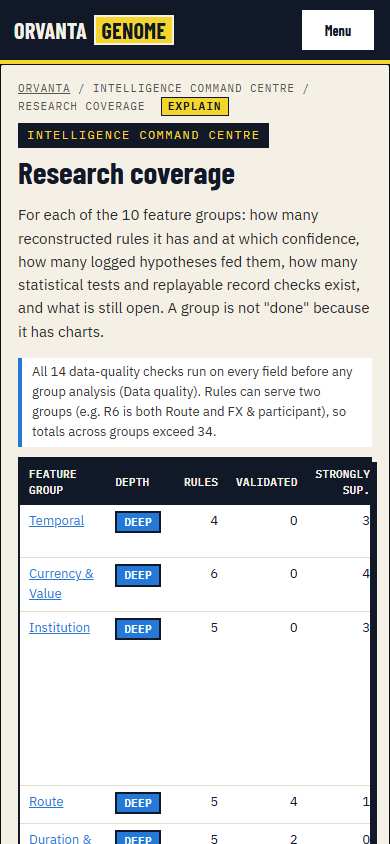 ORVANTA GENOME
Menu
ORVANTA / INTELLIGENCE COMMAND CENTRE /
RESEARCH COVERAGE EXPLAIN
INTELLIGENCE COMMAND CENTRE
Research coverage
For each of the 10 feature groups: how many
reconstructed rules it has and at which confidence,
how many logged hypotheses fed them, how many
statistical tests and replayable record checks exist,
and what is still open. A group is not "done" because
it has charts.
All 14 data-quality checks run on every field before any
group analysis (Data quality). Rules can serve two
groups (e.g. R6 is both Route and FX & participant), so
totals across groups exceed 34.
FEATURE GROUP DEPTH RULES VALIDATED STRONGLY SUP.
Temporal DEEP 4 0 3
Currency & Value DEEP 6 0 4
Institution DEEP 5 0 3
Route DEEP 5 4 1
Duration & DEEP 5 2 0